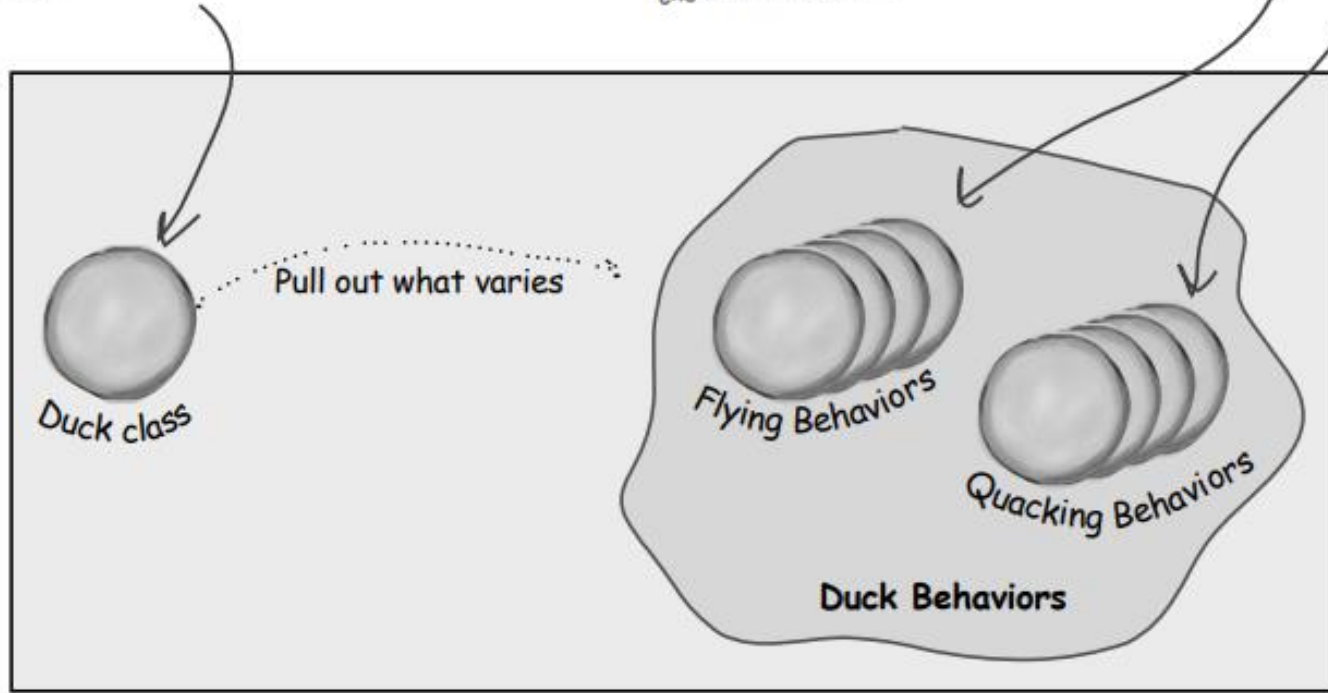 Pull out what varies
Duck class
Flying Behaviors
Quacking Behaviors
Duck Behaviors